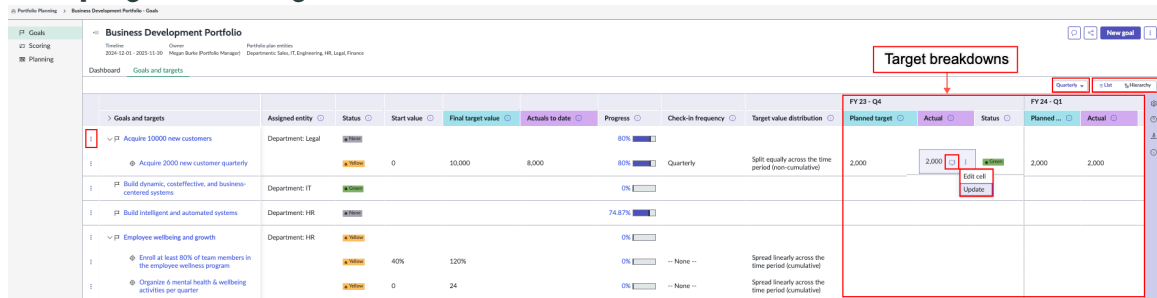 Portfolio Planning > Business Development Portfolio - Goals
Goals
Scoring
Planning
Business Development Portfolio
New goal
Timeline Owner Portfolio plan entities
2024-12-01 - 2025-11-30 Megan Burke (Portfolio Manager) Departments: Sales, IT, Engineering, HR, Legal, Finance
Dashboard Goals and targets
Target breakdowns
Quarterly List Hierarchy
FY 23 - Q4 FY 24 - Q1
> Goals and targets Assigned entity Status Start value Final target value Actuals to date Progress Check-in frequency Target value distribution Planned target Actual Status Planned ... Actual
Acquire 10000 new customers Department: Legal None 80%
Acquire 2000 new customer quarterly Yellow 0 10,000 8,000 80% Quarterly Split equally across the time 2,000 2,000 Green 2,000 2,000
period (non-cumulative)
Edit cell
Update
Build dynamic, costeffective, and business-
centered systems Department: IT Green 0%
Build intelligent and automated systems Department: HR None 74.87%
Employee wellbeing and growth Department: HR Yellow 0%
Enroll at least 80% of team members in
the employee wellness program Yellow 40% 120% 0% -- None -- Spread linearly across the
time period (cumulative)
Organize 6 mental health & wellbeing
activities per quarter Yellow 0 24 0% -- None -- Spread linearly across the
time period (cumulative)